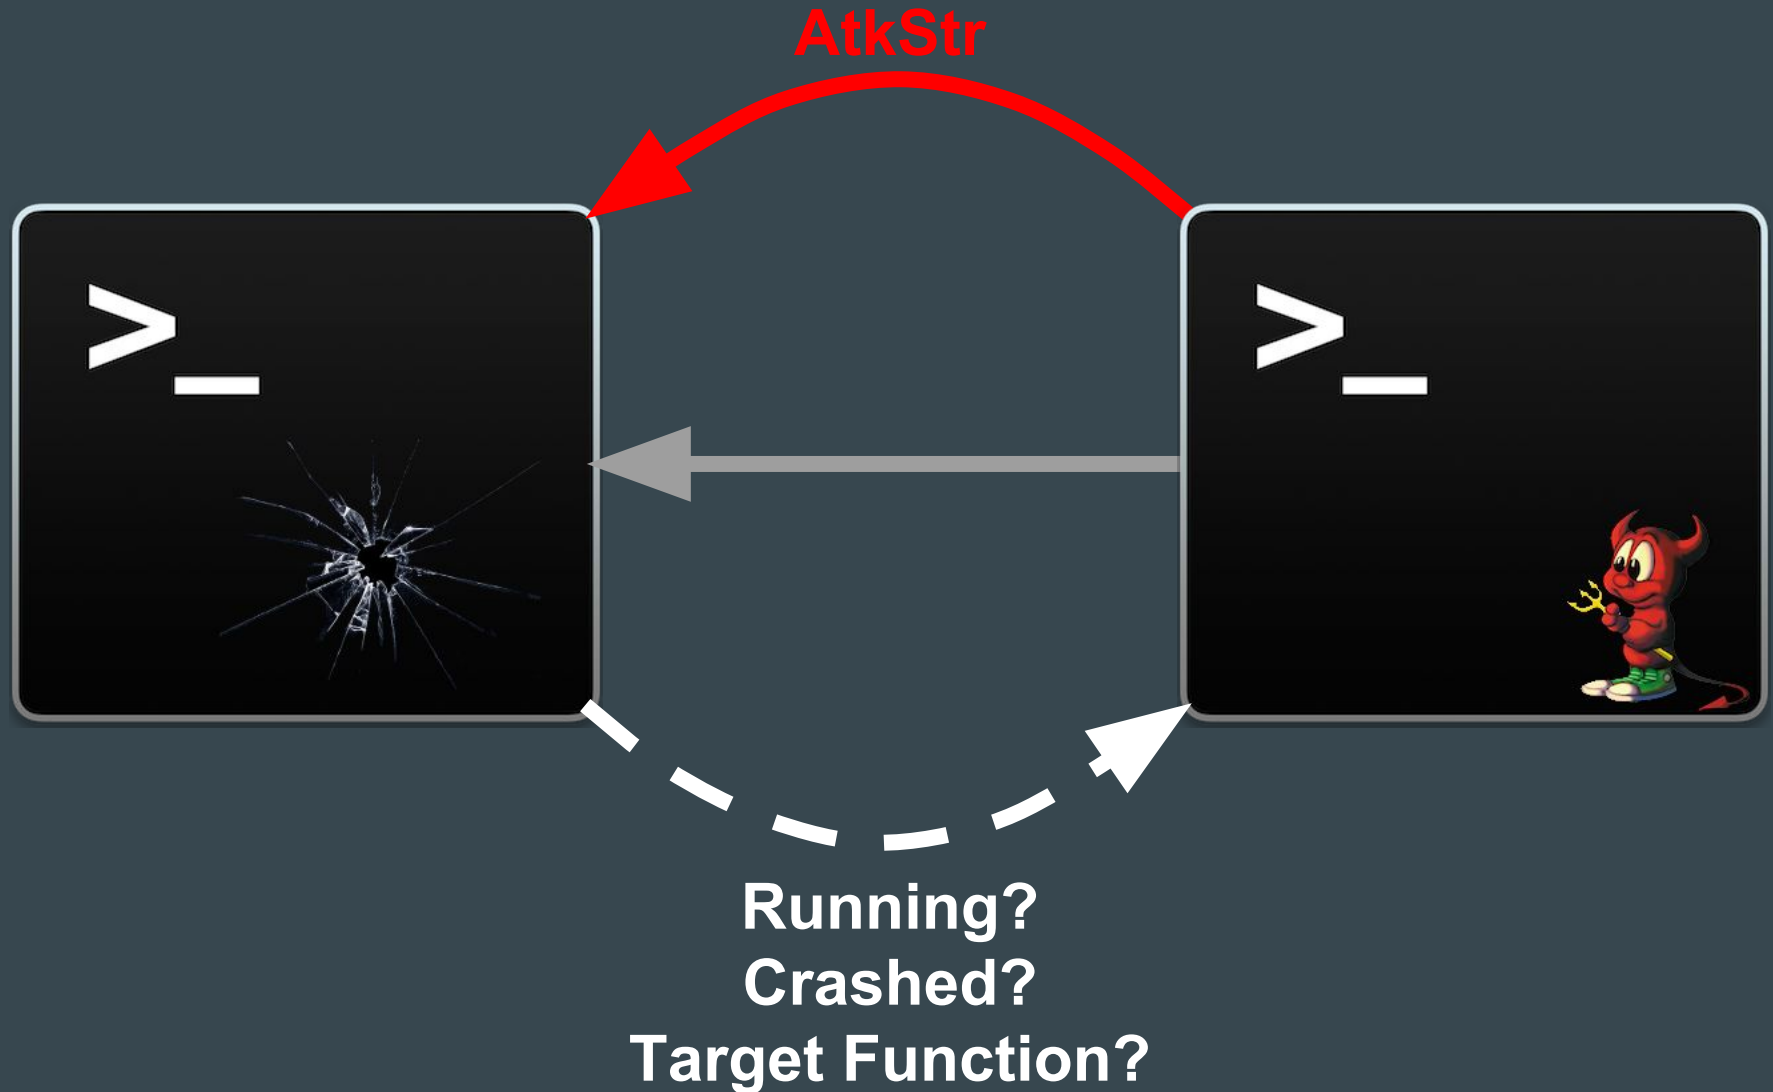 AtkStr
>_
>_
Running?
Crashed?
Target Function?